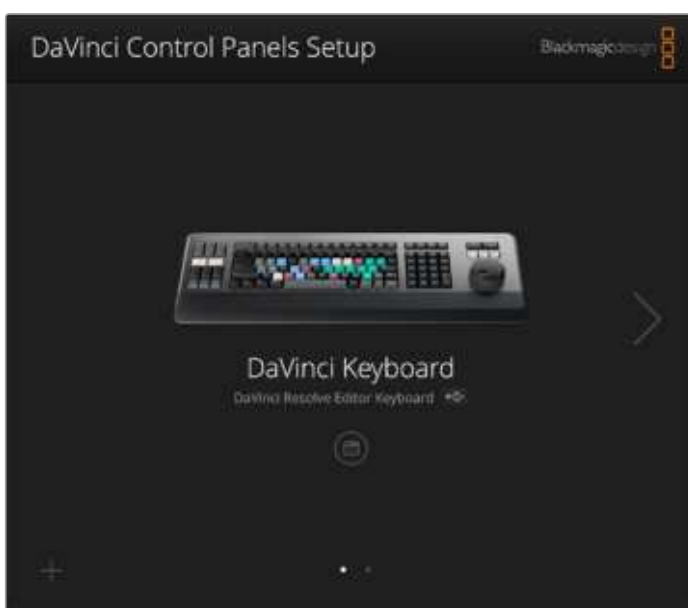 DaVinci Control Panels Setup
Blackmagicdesign
DaVinci Keyboard
DaVinci Resolve Editor Keyboard